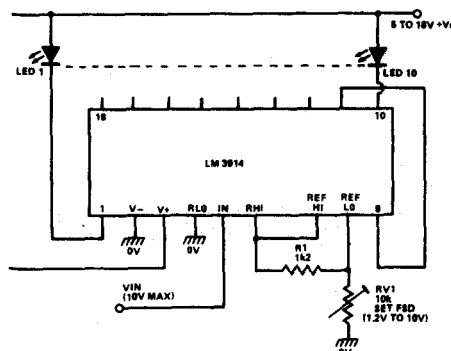 5 TO 18V +V
LED 1
LED 10
18
10
LM 3914
1
V-
V+
RLO
IN
RHI
REF
HI
REF
LO
9
0V
0V
R1
1k2
VIN
(10V MAX)
RV1
10k
SET FSD
(1.2V TO 10V)
0V